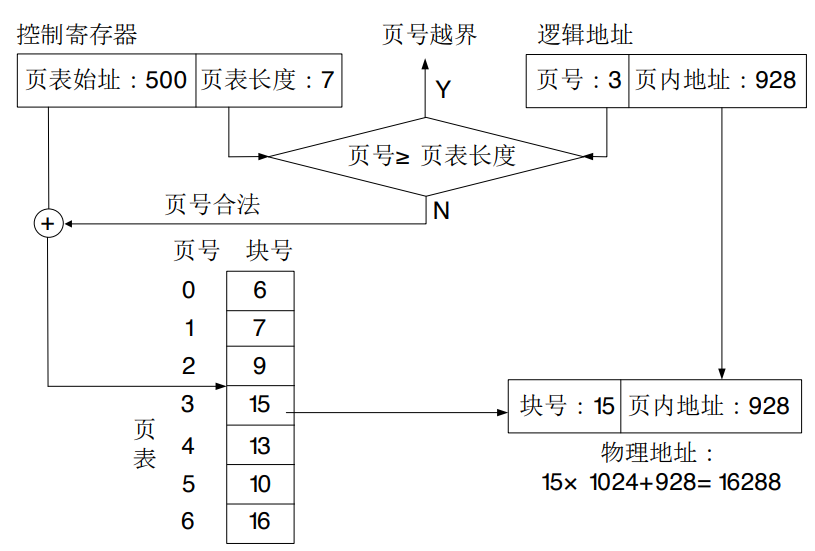 控制寄存器 页号越界 逻辑地址
页表始址：500 页表长度：7 页号：3 页内地址：928
Y
页号≥ 页表长度
N
页号合法
+
页号 块号
0 6
1 7
2 9
3 15
4 13
5 10
6 16
页表
块号：15 页内地址：928
物理地址：
15× 1024+928= 16288